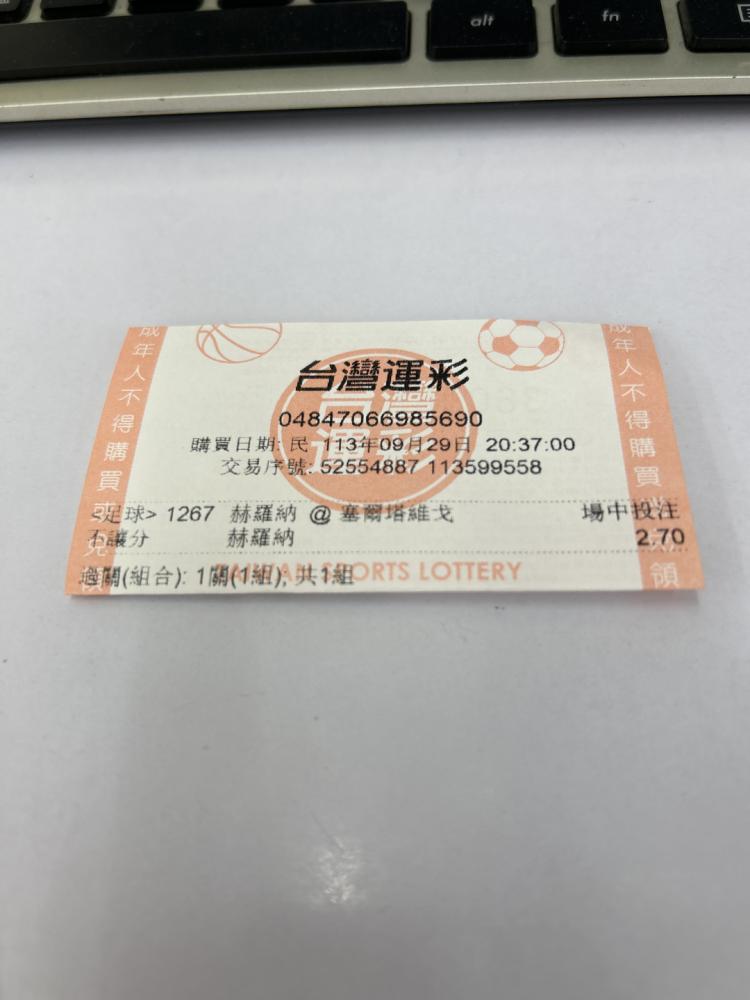 alt
fn
台灣運彩
04847066985690
購買日期: 民 113年09月29日 20:37:00
交易序號: 52554887 113599558
足球> 1267 赫羅納 @ 塞爾塔維戈 場中投注
不讓分 赫羅納 2.70
過關(組合): 1關(1組), 共1組
SPORTS LOTTERY
成年人不得購買
成年人不得購買
領